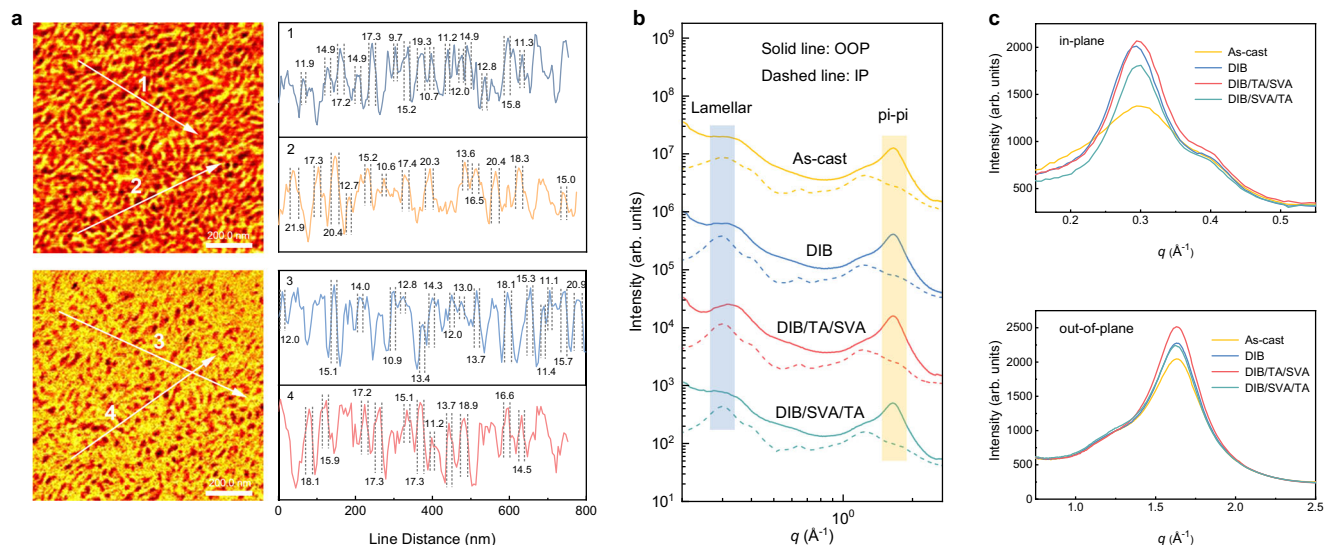 a
1
2
200.0 nm
3
4
200.0 nm
1
17.3
9.7
19.3
11.2
14.9
11.3
14.9
11.9
14.9
12.8
17.2
15.2
10.7
12.0
15.8
2
17.3
15.2
10.6
17.4
20.3
13.6
20.4
18.3
15.0
12.7
16.5
21.9
20.4
3
14.0
12.8
14.3
13.0
18.1
15.3
11.1
20.9
12.0
15.1
10.9
13.4
12.0
13.7
11.4
15.7
4
17.2
15.1
13.7
18.9
16.6
11.2
18.1
15.9
17.3
17.3
14.5
0 200 400 600 800
Line Distance (nm)
b
Solid line: OOP
Dashed line: IP
Lamellar
pi-pi
As-cast
DIB
DIB/TA/SVA
DIB/SVA/TA
10⁹
10⁸
10⁷
10⁶
10⁵
10⁴
10³
10²
10¹
Intensity (arb. units)
10⁰
q (Å⁻¹)
c
in-plane
As-cast
DIB
DIB/TA/SVA
DIB/SVA/TA
2000
1500
1000
500
Intensity (arb. units)
0.2 0.3 0.4 0.5
q (Å⁻¹)
out-of-plane
As-cast
DIB
DIB/TA/SVA
DIB/SVA/TA
2500
2000
1500
1000
500
0
Intensity (arb. units)
1.0 1.5 2.0 2.5
q (Å⁻¹)